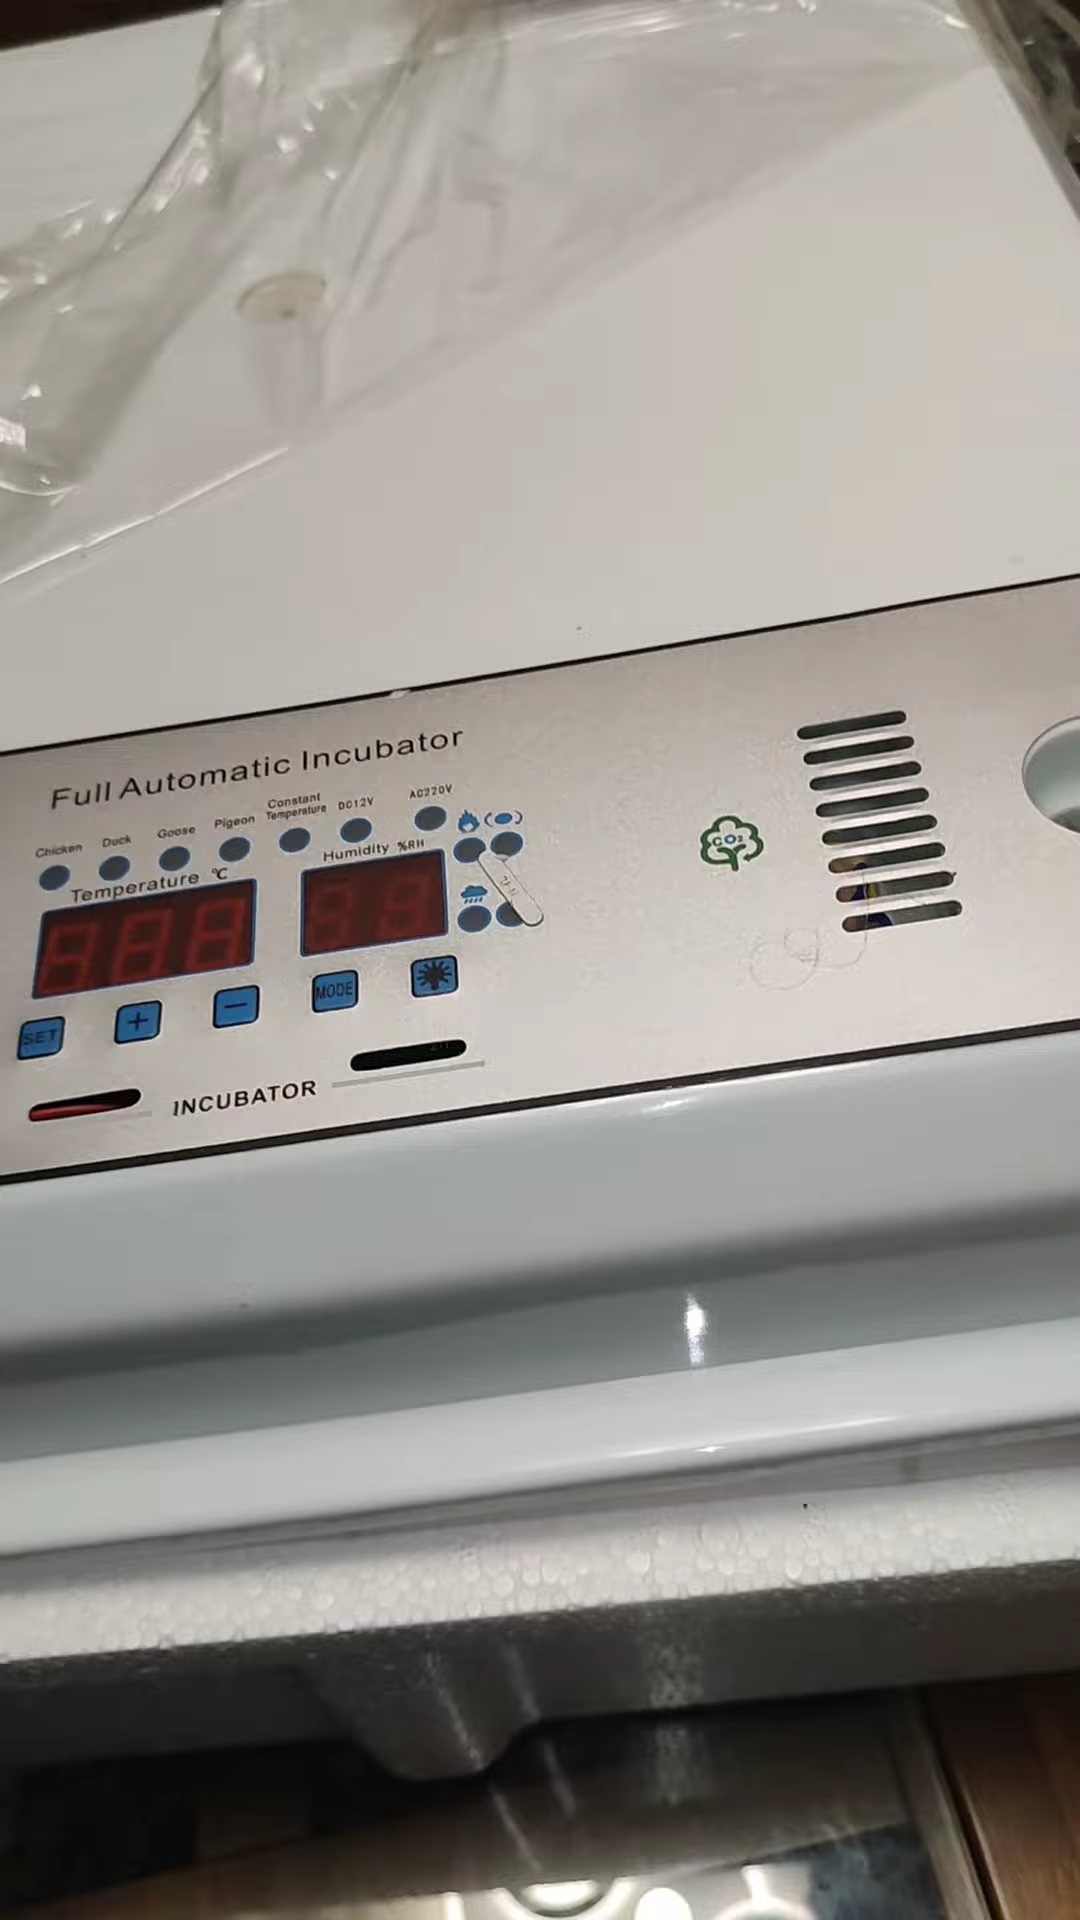 Full Automatic Incubator
Chicken
Duck
Goose
Pigeon
Constant
Temperature
DC12V
AC220V
Temperature ℃
Humidity %RH
SET
+
−
MODE
INCUBATOR
CO2